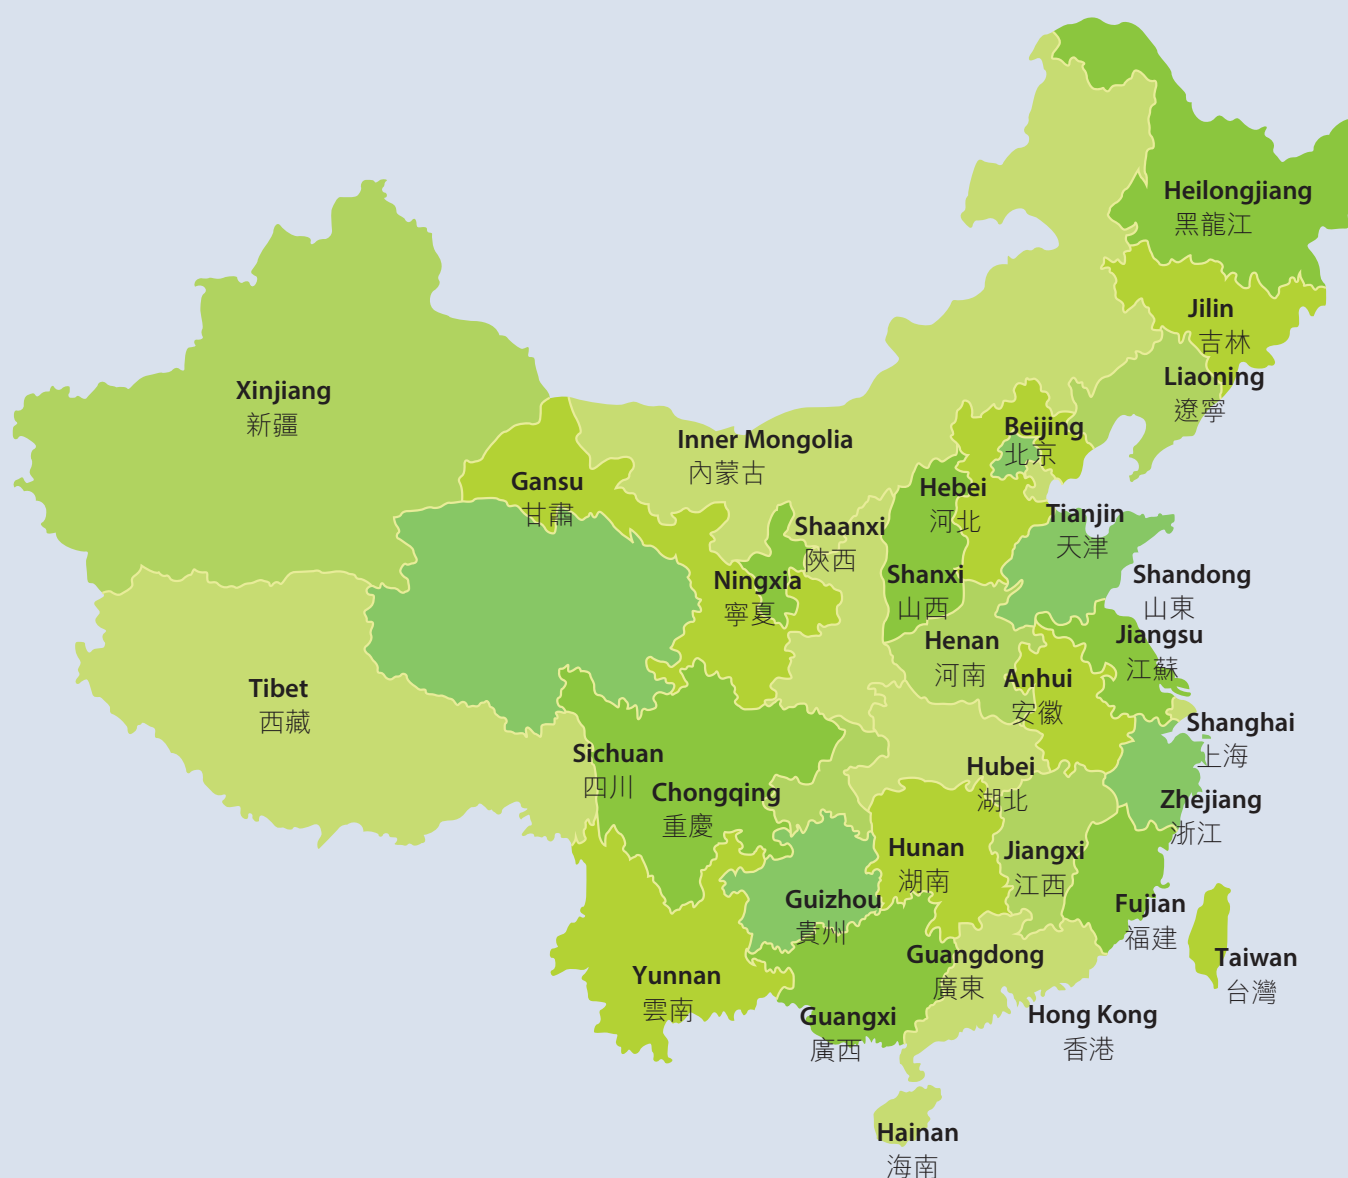 Heilongjiang
黑龍江
Jilin
吉林
Liaoning
遼寧
Xinjiang
新疆
Inner Mongolia
內蒙古
Gansu
甘肅
Beijing
北京
Hebei
河北
Tianjin
天津
Shaanxi
陝西
Ningxia
寧夏
Shanxi
山西
Shandong
山東
Henan
河南
Jiangsu
江蘇
Tibet
西藏
Anhui
安徽
Shanghai
上海
Sichuan
四川
Chongqing
重慶
Hubei
湖北
Zhejiang
浙江
Hunan
湖南
Jiangxi
江西
Guizhou
貴州
Fujian
福建
Yunnan
雲南
Guangdong
廣東
Taiwan
台灣
Guangxi
廣西
Hong Kong
香港
Hainan
海南